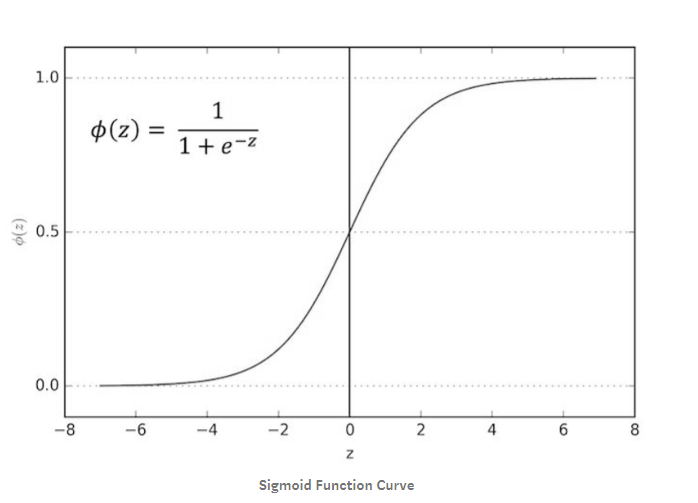 1.0
ϕ(z) = 1 / (1 + e^−z)
ϕ(z)
0.5
0.0
−8 −6 −4 −2 0 2 4 6 8
z
Sigmoid Function Curve